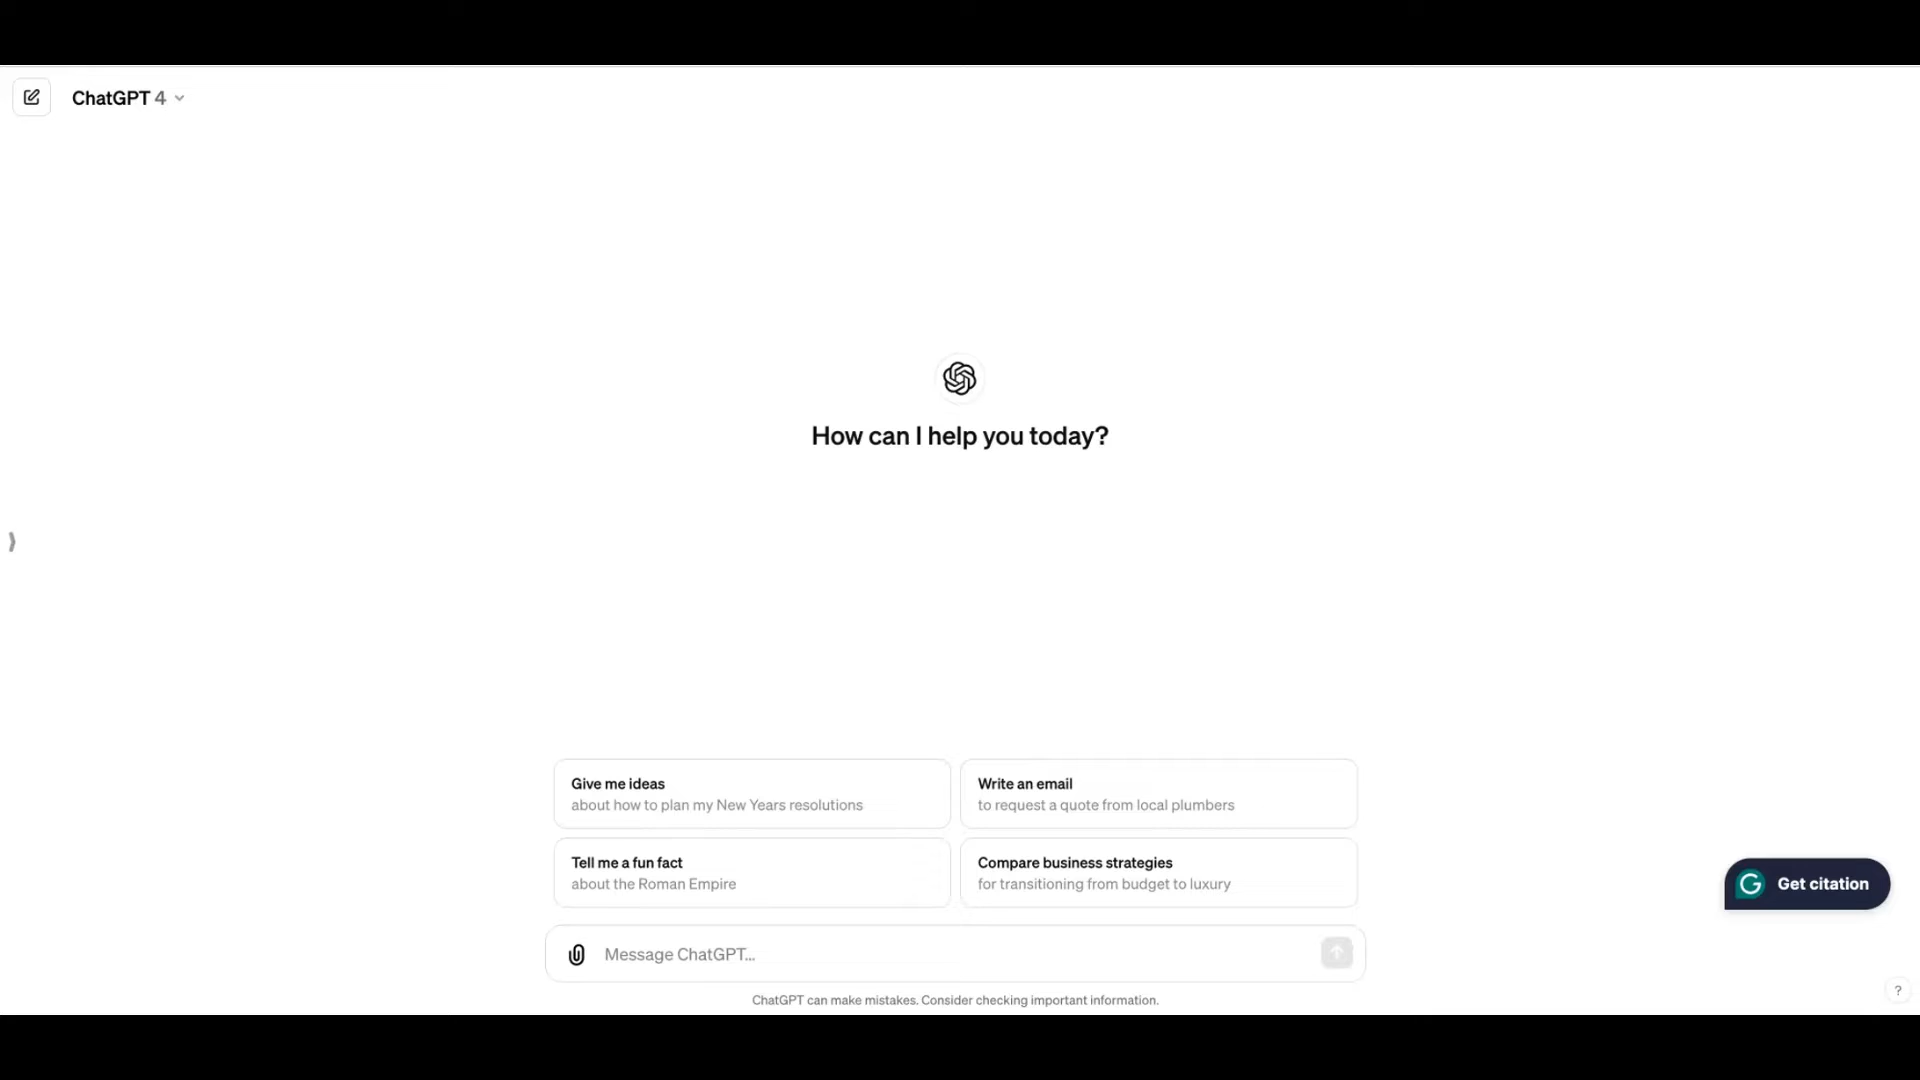 ChatGPT 4
How can I help you today?
Give me ideas
about how to plan my New Years resolutions
Write an email
to request a quote from local plumbers
Tell me a fun fact
about the Roman Empire
Compare business strategies
for transitioning from budget to luxury
Get citation
Message ChatGPT...
ChatGPT can make mistakes. Consider checking important information.
?